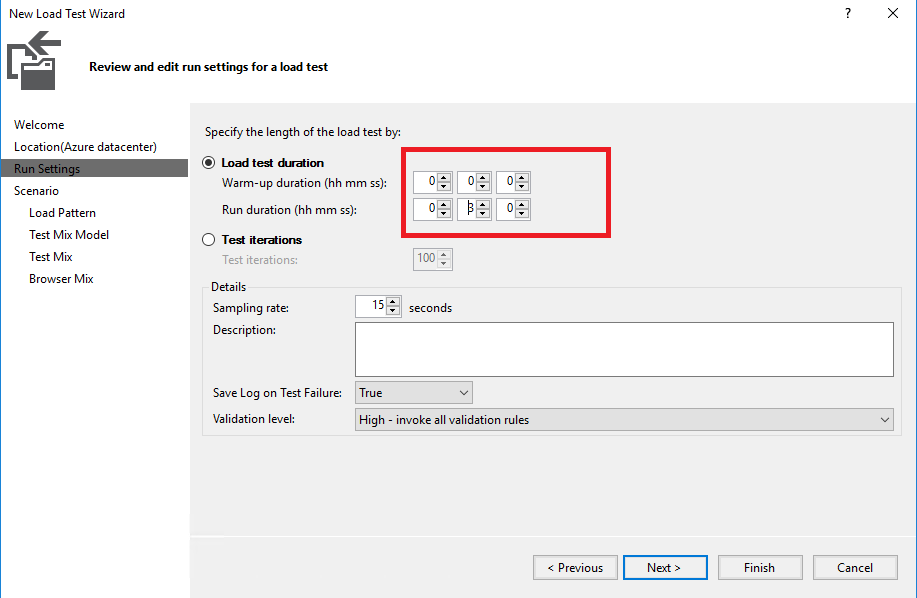 New Load Test Wizard
?
Review and edit run settings for a load test
Welcome
Location(Azure datacenter)
Run Settings
Scenario
Load Pattern
Test Mix Model
Test Mix
Browser Mix
Specify the length of the load test by:
Load test duration
Warm-up duration (hh mm ss): 0 0 0
Run duration (hh mm ss): 0 3 0
Test iterations
Test iterations: 100
Details
Sampling rate: 15 seconds
Description:
Save Log on Test Failure: True
Validation level: High - invoke all validation rules
< Previous Next > Finish Cancel